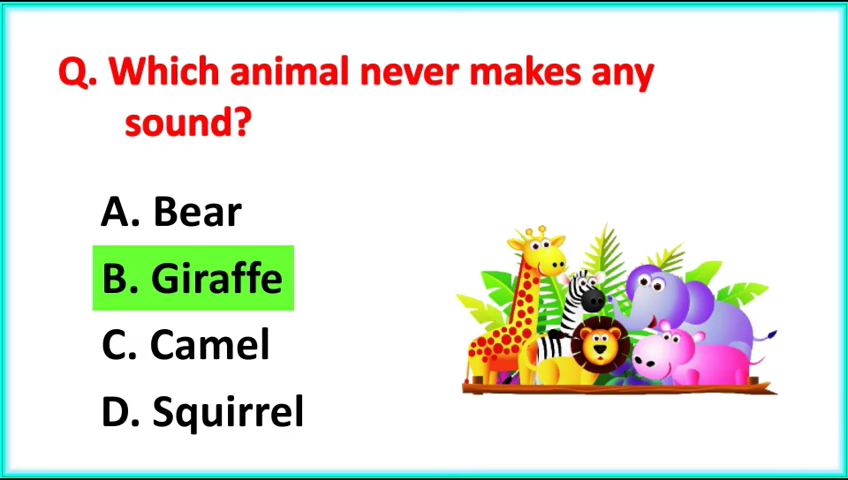 Q. Which animal never makes any
sound?
A. Bear
B. Giraffe
C. Camel
D. Squirrel